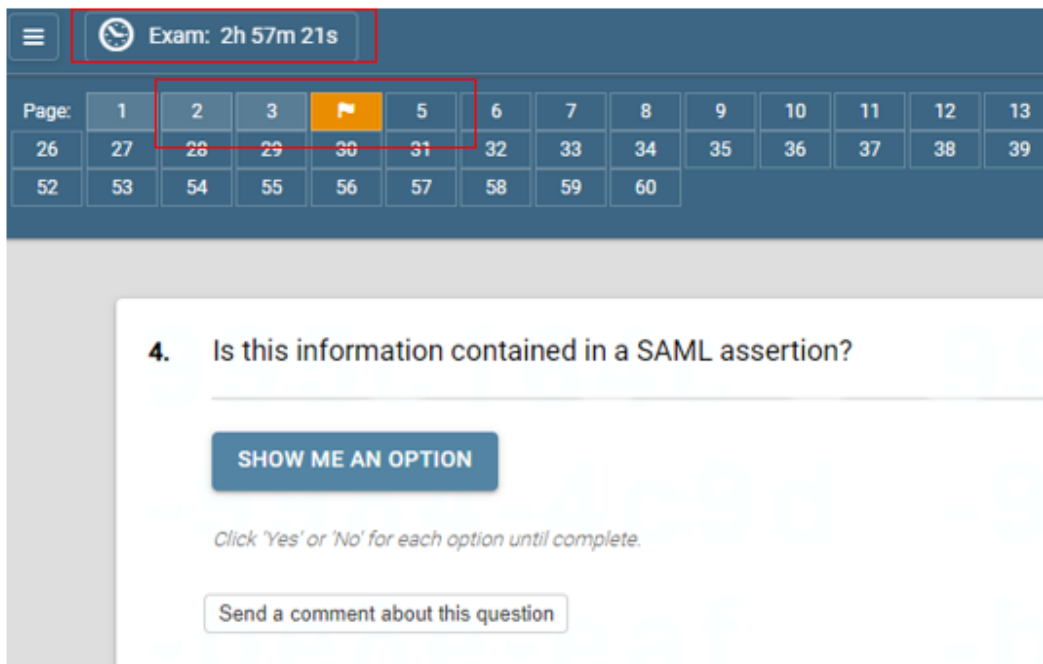 Exam: 2h 57m 21s
Page: 1 2 3 5 6 7 8 9 10 11 12 13
26 27 28 29 30 31 32 33 34 35 36 37 38 39
52 53 54 55 56 57 58 59 60
4. Is this information contained in a SAML assertion?
SHOW ME AN OPTION
Click 'Yes' or 'No' for each option until complete.
Send a comment about this question